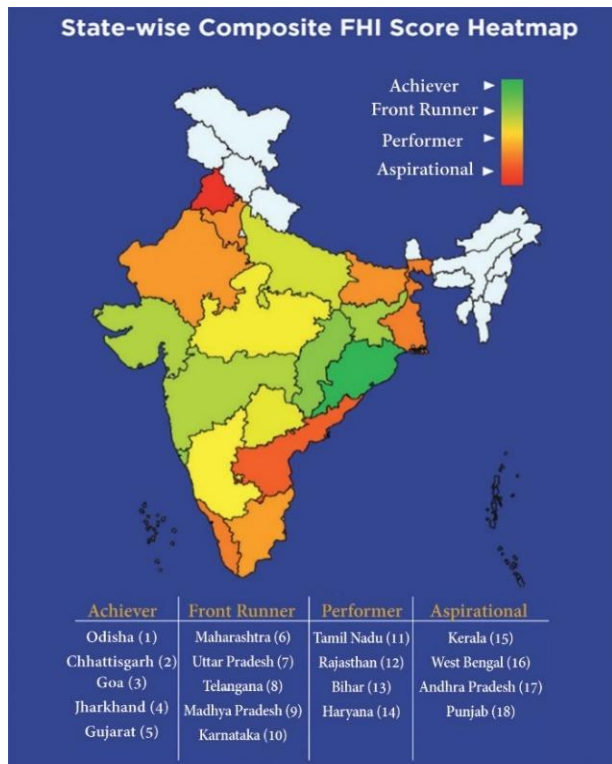 State-wise Composite FHI Score Heatmap
Achiever
Front Runner
Performer
Aspirational
Achiever Front Runner Performer Aspirational
Odisha (1) Maharashtra (6) Tamil Nadu (11) Kerala (15)
Chhattisgarh (2) Uttar Pradesh (7) Rajasthan (12) West Bengal (16)
Goa (3) Telangana (8) Bihar (13) Andhra Pradesh (17)
Jharkhand (4) Madhya Pradesh (9) Haryana (14) Punjab (18)
Gujarat (5) Karnataka (10)